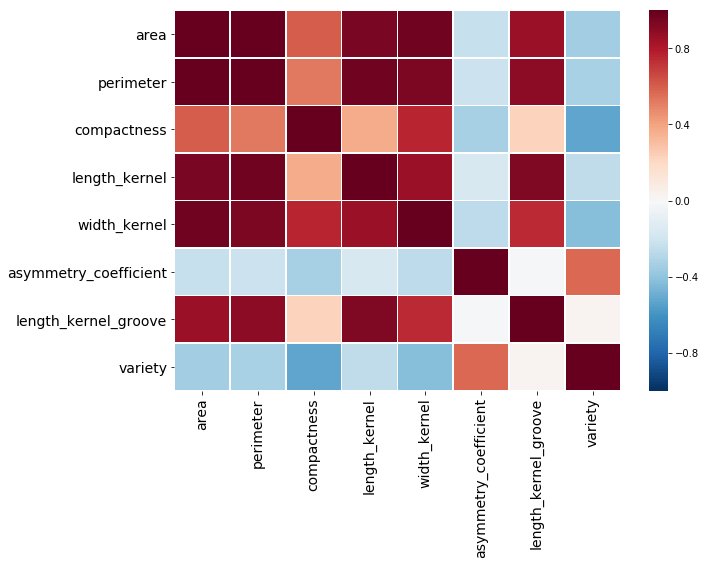 area
perimeter
compactness
length_kernel
width_kernel
asymmetry_coefficient
length_kernel_groove
variety
area
perimeter
compactness
length_kernel
width_kernel
asymmetry_coefficient
length_kernel_groove
variety
0.8
0.4
0.0
−0.4
−0.8